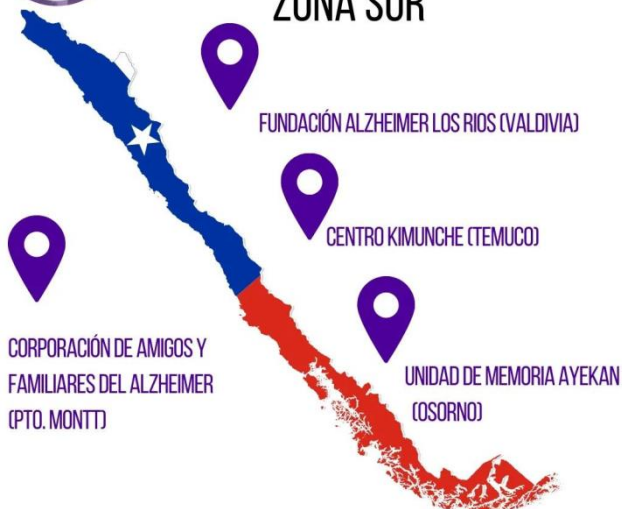 ZONA SUR
FUNDACIÓN ALZHEIMER LOS RIOS (VALDIVIA)
CENTRO KIMUNCHE (TEMUCO)
CORPORACIÓN DE AMIGOS Y
FAMILIARES DEL ALZHEIMER
(PTO. MONTT)
UNIDAD DE MEMORIA AYEKAN
(OSORNO)